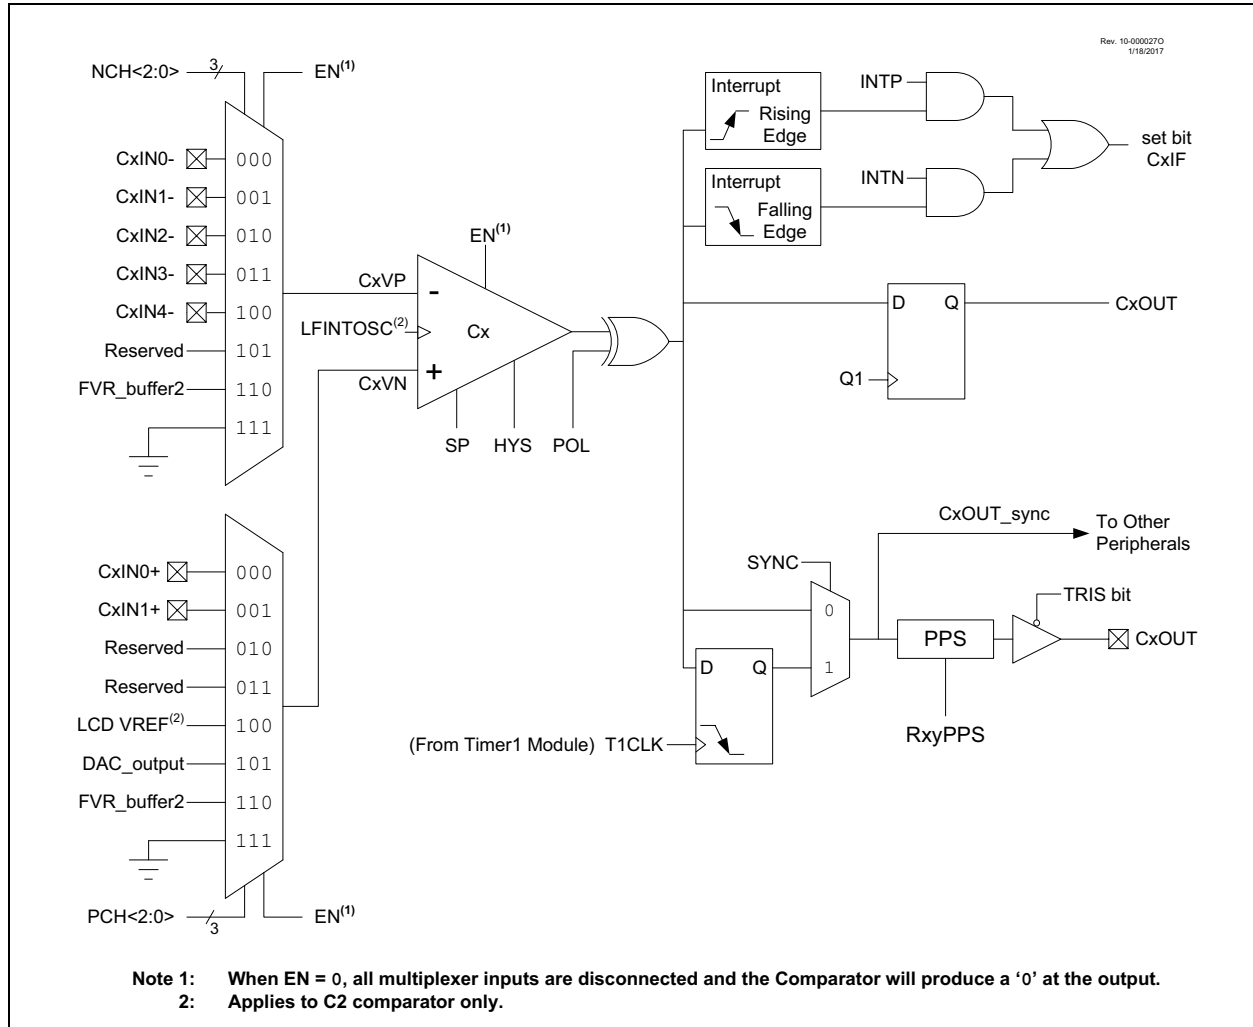 Rev. 10-000027O
1/18/2017
NCH<2:0>
3
EN(1)
CxIN0-
000
CxIN1-
001
CxIN2-
010
CxIN3-
011
CxIN4-
100
Reserved
101
FVR_buffer2
110
111
CxVP
EN(1)
-
LFINTOSC(2)
Cx
+
CxVN
SP
HYS
POL
Interrupt
Rising
Edge
INTP
Interrupt
Falling
Edge
INTN
set bit
CxIF
D
Q
CxOUT
Q1
CxIN0+
000
CxIN1+
001
Reserved
010
Reserved
011
LCD VREF(2)
100
DAC_output
101
FVR_buffer2
110
111
PCH<2:0>
3
EN(1)
CxOUT_sync
To Other
Peripherals
SYNC
0
1
TRIS bit
PPS
CxOUT
RxyPPS
D
Q
(From Timer1 Module) T1CLK
Note 1: When EN = 0, all multiplexer inputs are disconnected and the Comparator will produce a ‘0’ at the output.
2: Applies to C2 comparator only.